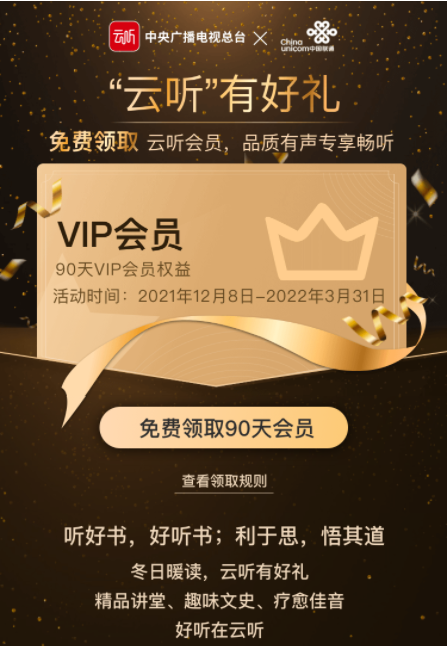 云听 中央广播电视总台 × China unicom中国联通
“云听”有好礼
免费领取 云听会员，品质有声专享畅听
VIP会员
90天VIP会员权益
活动时间：2021年12月8日-2022年3月31日
免费领取90天会员
查看领取规则
听好书，好听书；利于思，悟其道
冬日暖读，云听有好礼
精品讲堂、趣味文史、疗愈佳音
好听在云听